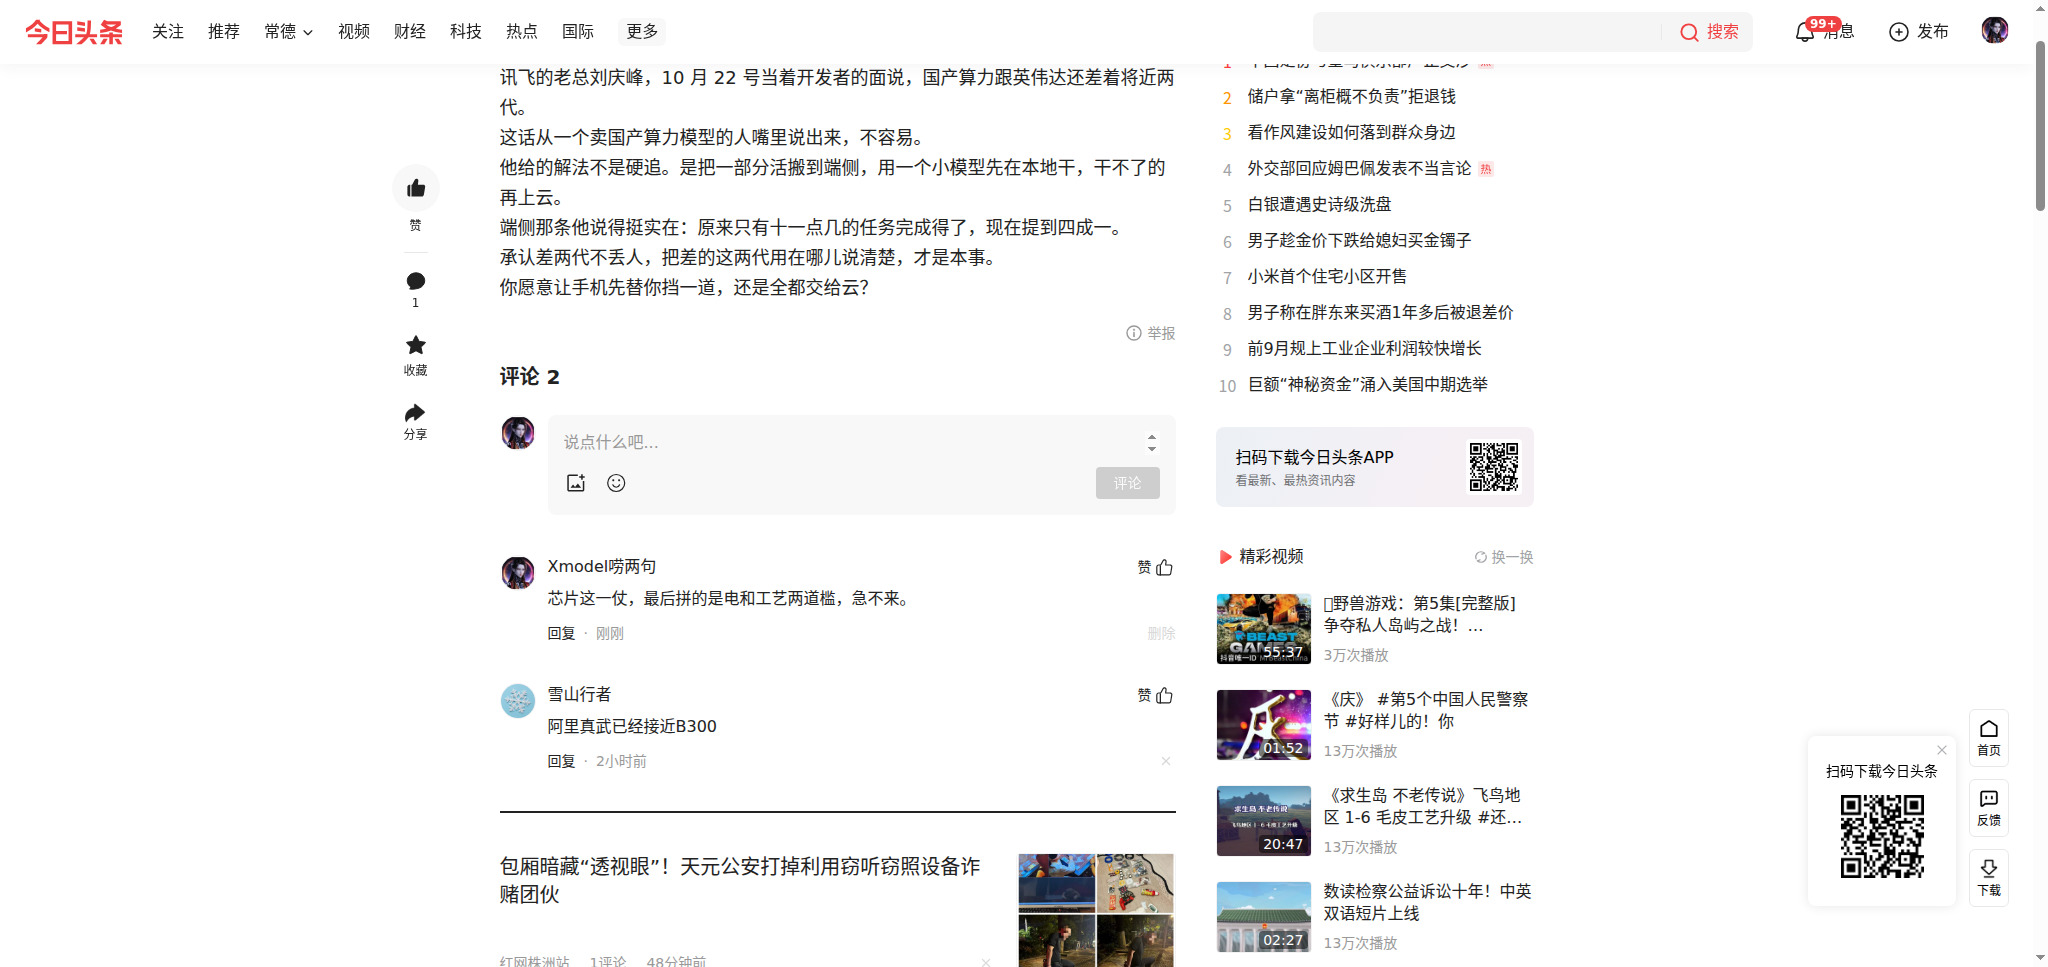 今日头条
关注 推荐 常德 视频 财经 科技 热点 国际 更多
搜索
99+
消息
发布
讯飞的老总刘庆峰，10 月 22 号当着开发者的面说，国产算力跟英伟达还差着将近两
代。
这话从一个卖国产算力模型的人嘴里说出来，不容易。
他给的解法不是硬追。是把一部分活搬到端侧，用一个小模型先在本地干，干不了的
再上云。
端侧那条他说得挺实在：原来只有十一点几的任务完成得了，现在提到四成一。
承认差两代不丢人，把差的这两代用在哪儿说清楚，才是本事。
你愿意让手机先替你挡一道，还是全都交给云？
举报
赞
1
收藏
分享
评论 2
说点什么吧...
评论
Xmodel唠两句
赞
芯片这一仗，最后拼的是电和工艺两道槛，急不来。
回复 · 刚刚
删除
雪山行者
赞
阿里真武已经接近B300
回复 · 2小时前
包厢暗藏“透视眼”！天元公安打掉利用窃听窃照设备诈
赌团伙
红网株洲站 1评论 48分钟前
2 储户拿“离柜概不负责”拒退钱
3 看作风建设如何落到群众身边
4 外交部回应姆巴佩发表不当言论 热
5 白银遭遇史诗级洗盘
6 男子趁金价下跌给媳妇买金镯子
7 小米首个住宅小区开售
8 男子称在胖东来买酒1年多后被退差价
9 前9月规上工业企业利润较快增长
10 巨额“神秘资金”涌入美国中期选举
扫码下载今日头条APP
看最新、最热资讯内容
精彩视频
换一换
野兽游戏：第5集[完整版]
争夺私人岛屿之战！...
3万次播放
BEAST
GAMES
55:37
《庆》 #第5个中国人民警察
节 #好样儿的！你
13万次播放
庆
01:52
《求生岛 不老传说》飞鸟地
区 1-6 毛皮工艺升级 #还...
13万次播放
求生岛 不老传说
20:47
数读检察公益诉讼十年！中英
双语短片上线
13万次播放
02:27
扫码下载今日头条
首页
反馈
下载